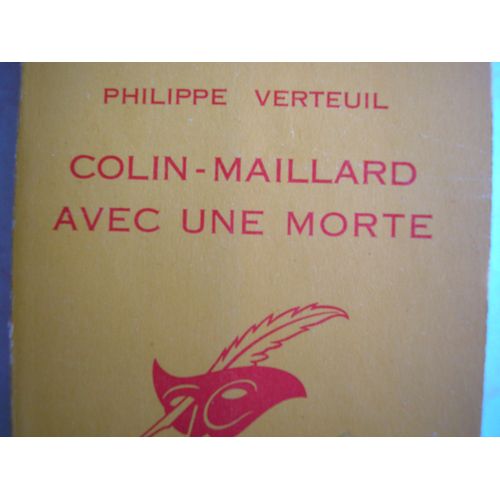 PHILIPPE VERTEUIL
COLIN-MAILLARD
AVEC UNE MORTE